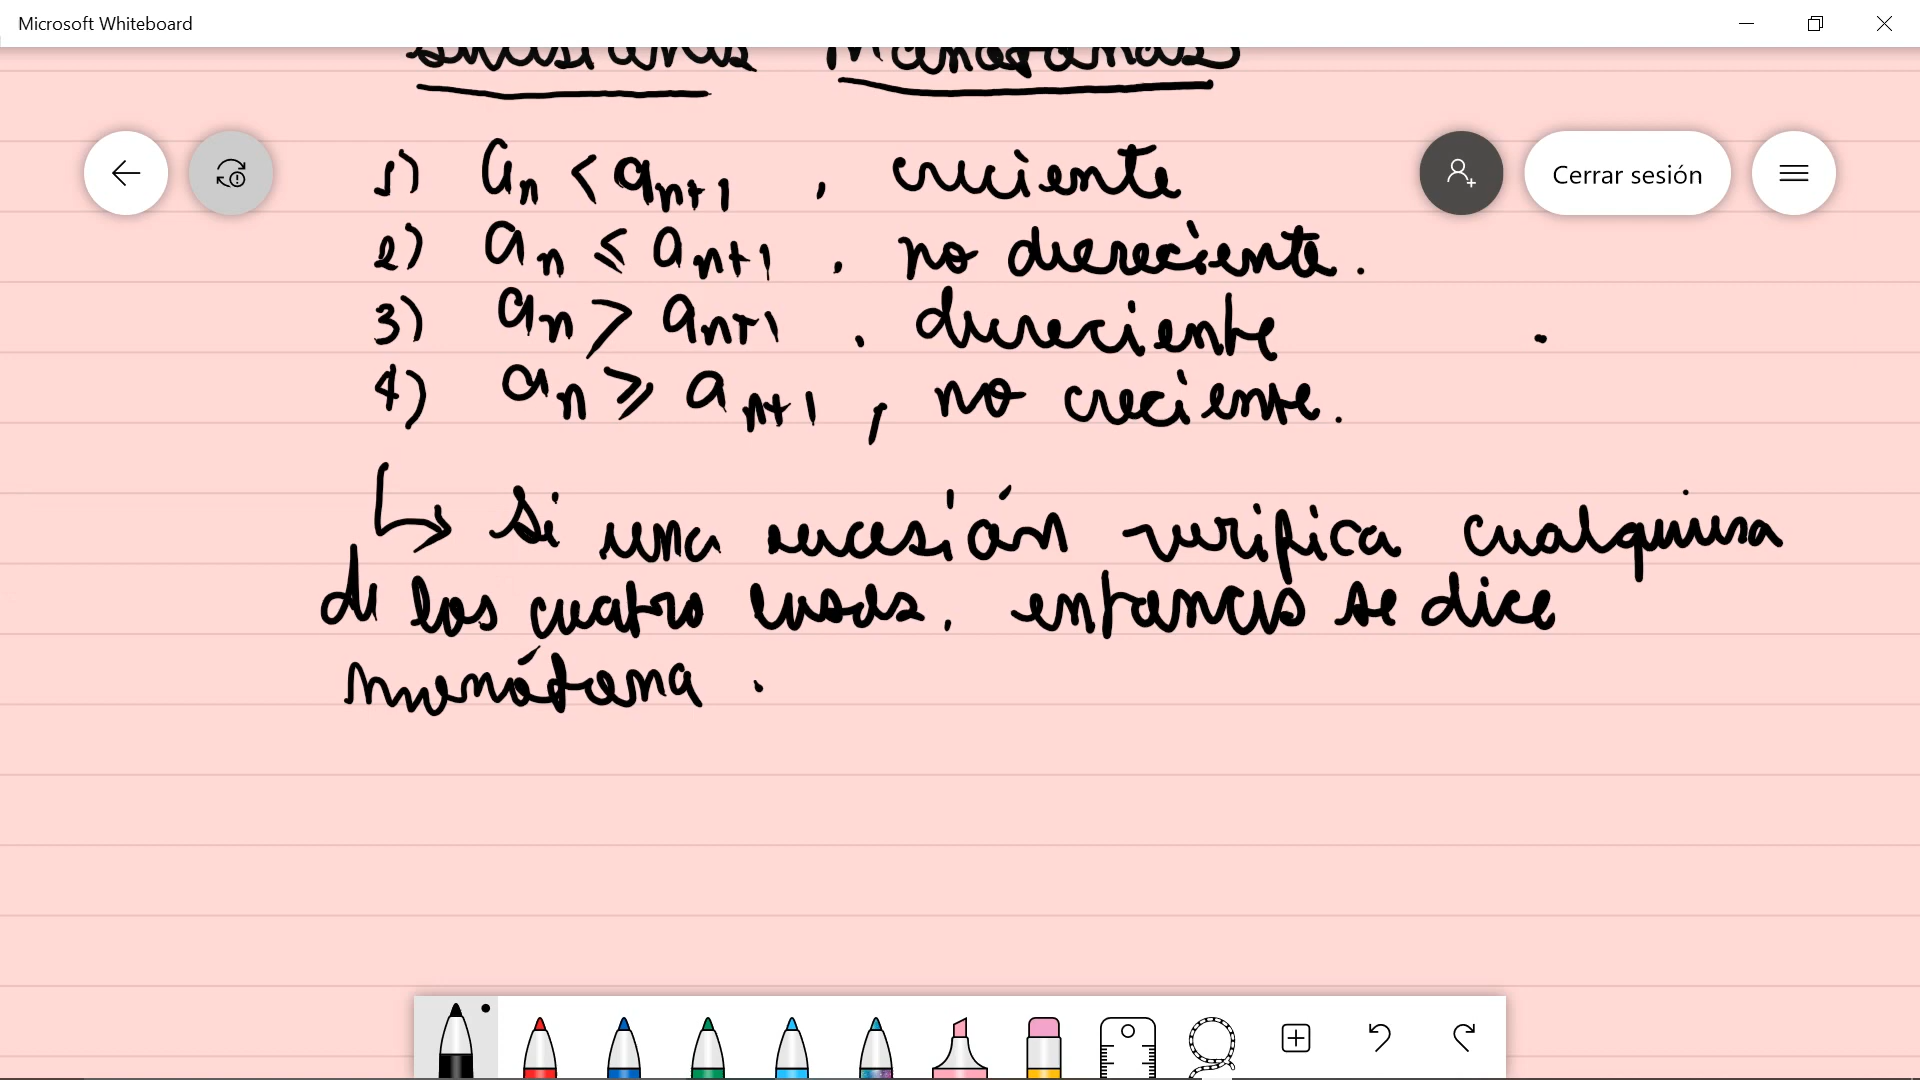 Microsoft Whiteboard
Sucesiones Monótonas
Cerrar sesión
1) an < an+1 , creciente
2) an ≤ an+1 , no decreciente.
3) an > an+1 , decreciente
4) an ≥ an+1 , no creciente.
↳ Si una sucesión verifica cualquiera
de los cuatro casos, entonces se dice
monótona .